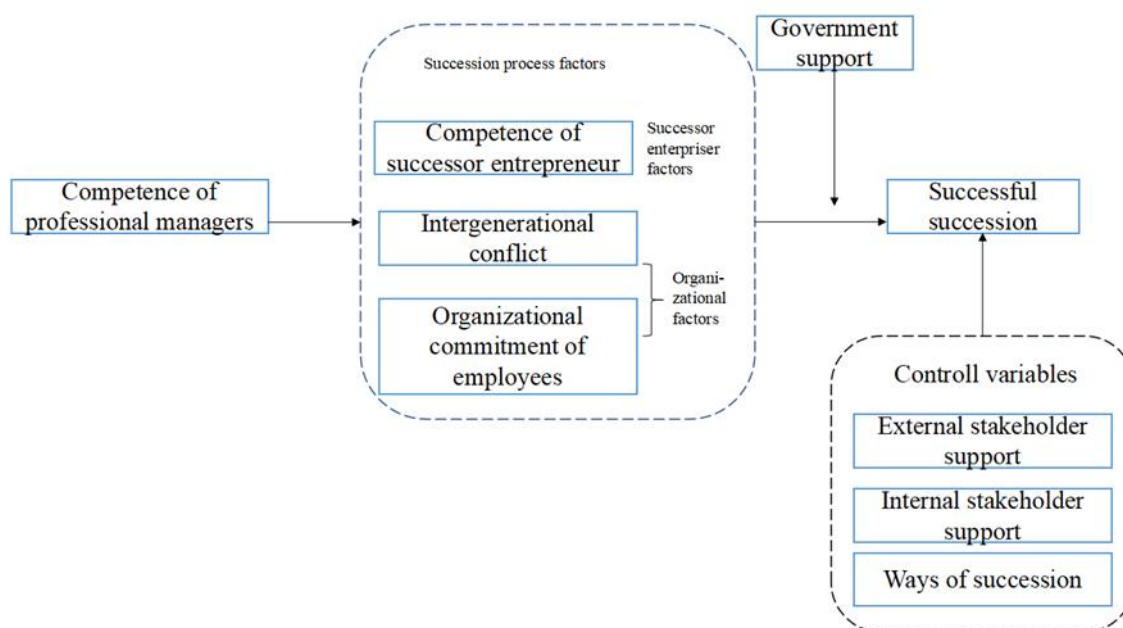 Government
support
Succession process factors
Competence of
successor entrepreneur
Successor
enterpriser
factors
Competence of
professional managers
Successful
succession
Intergenerational
conflict
Organi-
zational
factors
Organizational
commitment of
employees
Controll variables
External stakeholder
support
Internal stakeholder
support
Ways of succession